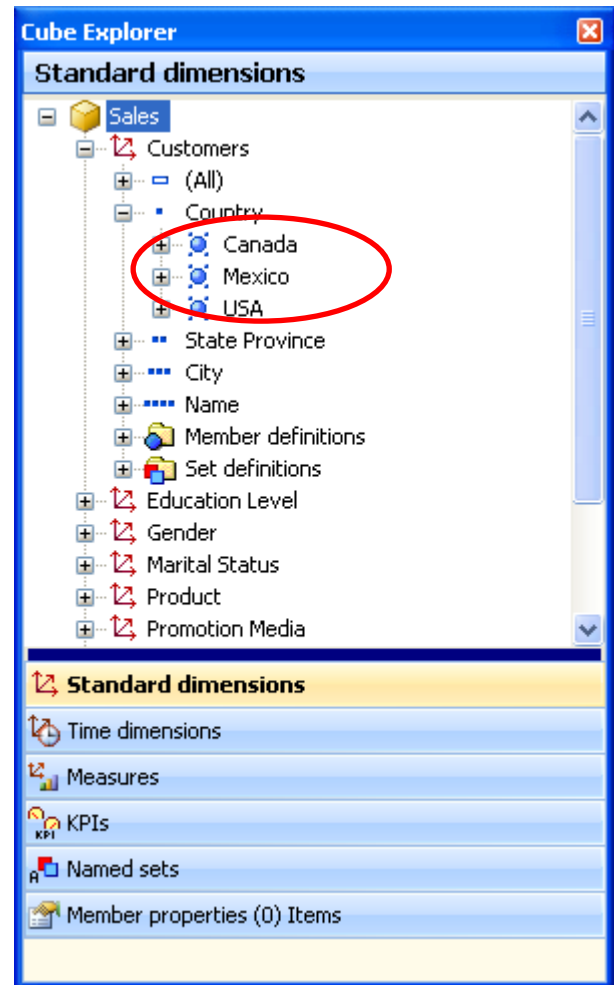 Cube Explorer
Standard dimensions
Sales
Customers
(All)
Country
Canada
Mexico
USA
State Province
City
Name
Member definitions
Set definitions
Education Level
Gender
Marital Status
Product
Promotion Media
Standard dimensions
Time dimensions
Measures
KPI KPIs
A Named sets
Member properties (0) Items